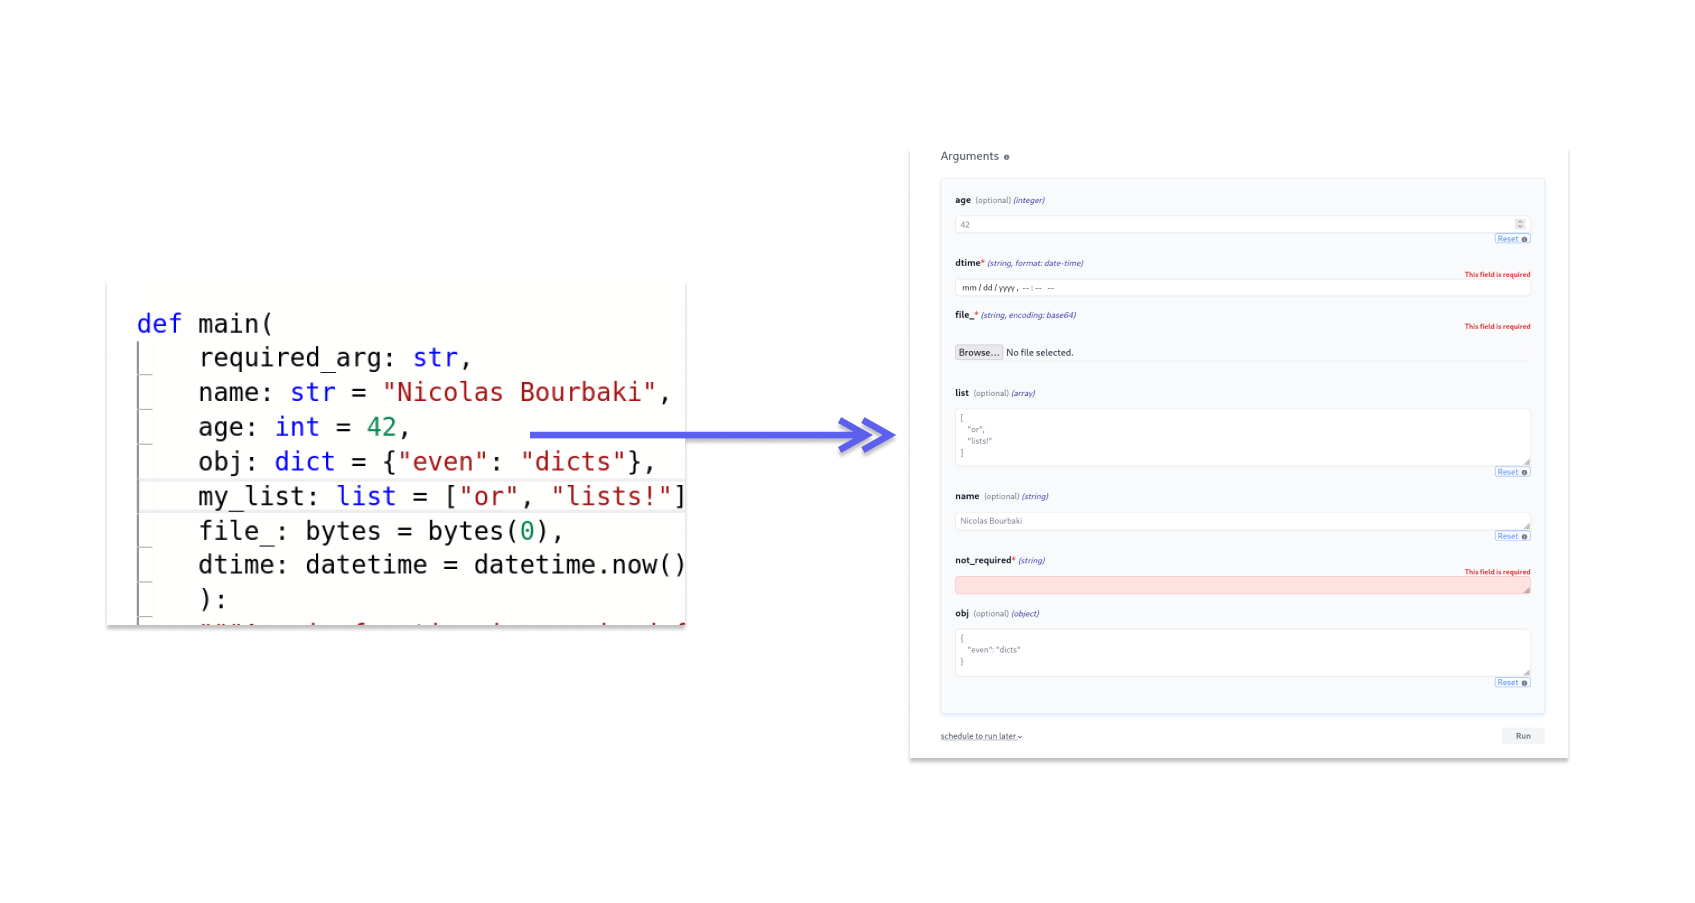 def main(
required_arg: str,
name: str = "Nicolas Bourbaki",
age: int = 42,
obj: dict = {"even": "dicts"},
my_list: list = ["or", "lists!"]
file_: bytes = bytes(0),
dtime: datetime = datetime.now()
):
Arguments
age (optional) (integer)
42
Reset
dtime* (string, format: date-time)
This field is required
mm / dd / yyyy , -- : -- --
file_* (string, encoding: base64)
This field is required
Browse... No file selected.
list (optional) (array)
[
"or",
"lists!"
]
Reset
name (optional) (string)
Nicolas Bourbaki
Reset
not_required* (string)
This field is required
obj (optional) (object)
{
"even": "dicts"
}
Reset
schedule to run later
Run